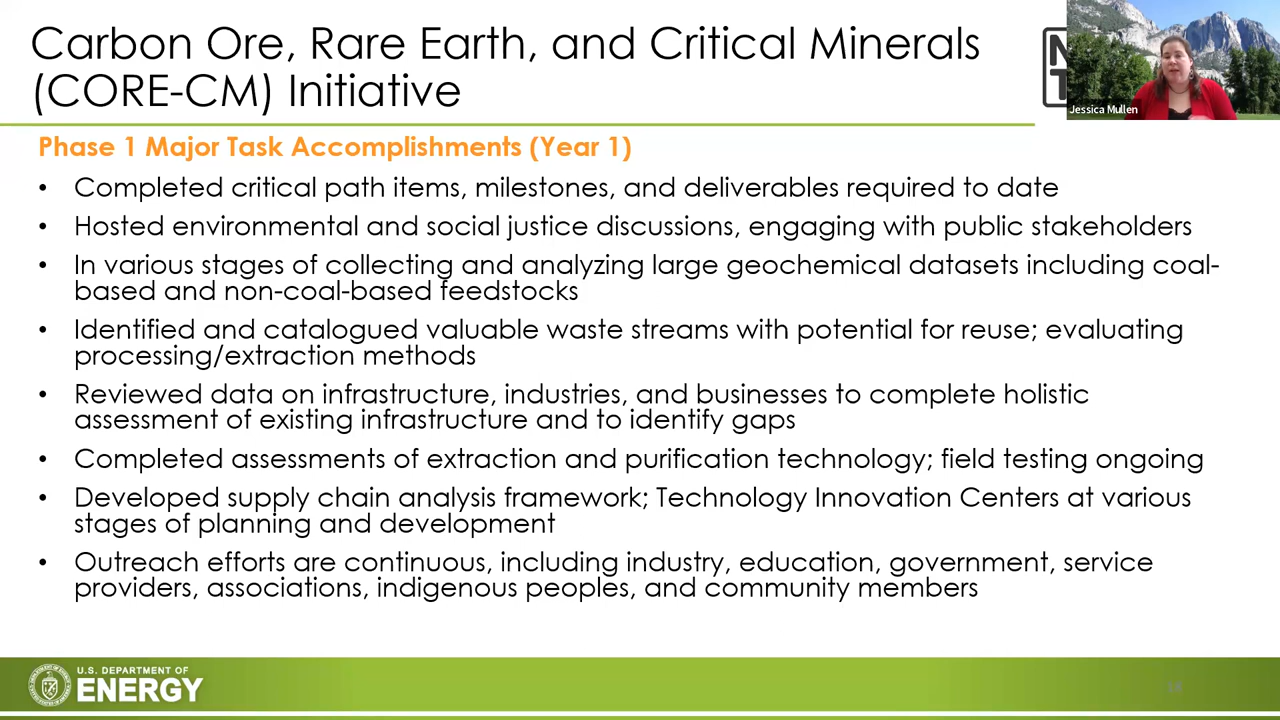 Carbon Ore, Rare Earth, and Critical Minerals
(CORE-CM) Initiative
Jessica Mullen
Phase 1 Major Task Accomplishments (Year 1)
• Completed critical path items, milestones, and deliverables required to date
• Hosted environmental and social justice discussions, engaging with public stakeholders
• In various stages of collecting and analyzing large geochemical datasets including coal-
based and non-coal-based feedstocks
• Identified and catalogued valuable waste streams with potential for reuse; evaluating
processing/extraction methods
• Reviewed data on infrastructure, industries, and businesses to complete holistic
assessment of existing infrastructure and to identify gaps
• Completed assessments of extraction and purification technology; field testing ongoing
• Developed supply chain analysis framework; Technology Innovation Centers at various
stages of planning and development
• Outreach efforts are continuous, including industry, education, government, service
providers, associations, indigenous peoples, and community members
U.S. DEPARTMENT OF
ENERGY